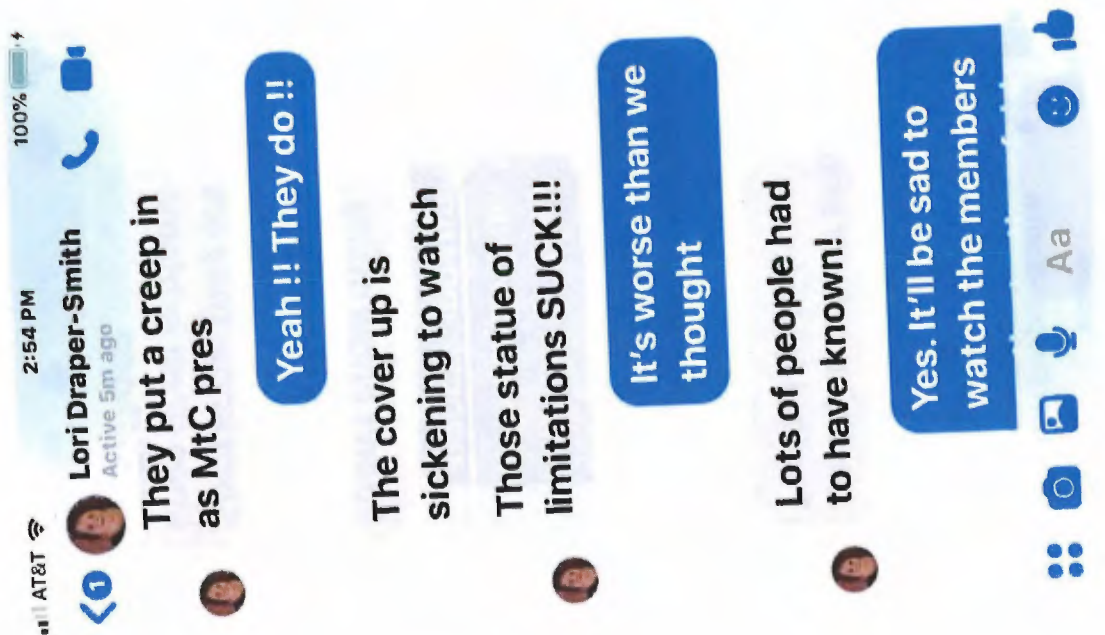 AT&T 2:54 PM 100%
1 Lori Draper-Smith
Active 5m ago
They put a creep in
as MtC pres
Yeah !! They do !!
The cover up is
sickening to watch
Those statue of
limitations SUCK!!!
It's worse than we
thought
Lots of people had
to have known!
Yes. It'll be sad to
watch the members
Aa